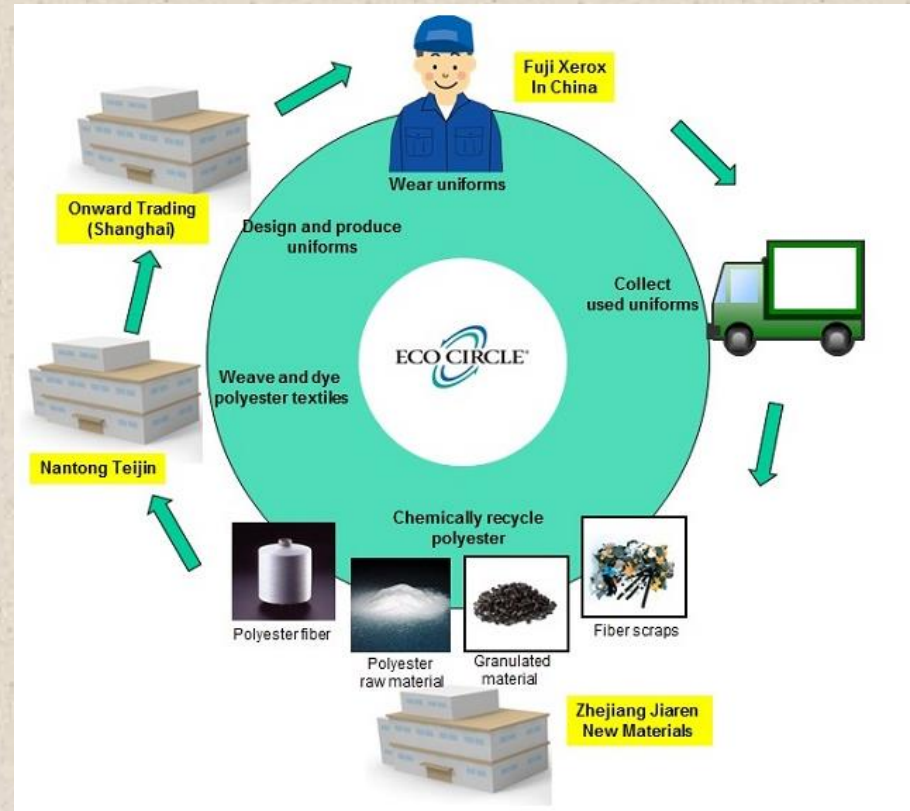 Fuji Xerox
In China
Wear uniforms
Onward Trading
(Shanghai)
Design and produce
uniforms
Collect
used uniforms
ECO CIRCLE®
Weave and dye
polyester textiles
Nantong Teijin
Chemically recycle
polyester
Polyester fiber
Polyester
raw material
Granulated
material
Fiber scraps
Zhejiang Jiaren
New Materials